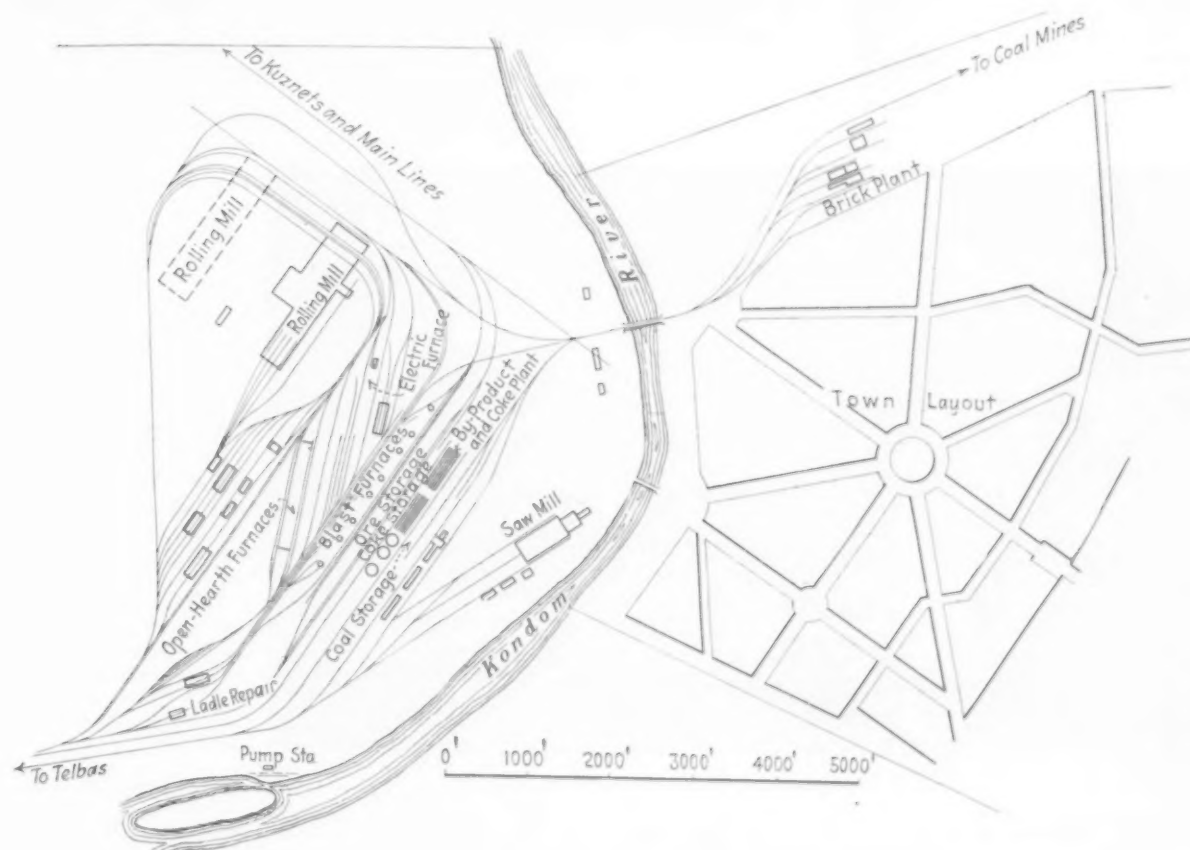 To Kuznets and Main Lines
To Coal Mines
Rolling Mill
Rolling Mill
River
Brick Plant
Electric
Furnace
Town Layout
By-Product
and Coke Plant
Blast Furnaces
Ore Storage
Coke Storage
Saw Mill
Open-Hearth Furnaces
Coal Storage
Kondom
Ladle Repair
Pump Sta.
To Telbas
0' 1000' 2000' 3000' 4000' 5000'